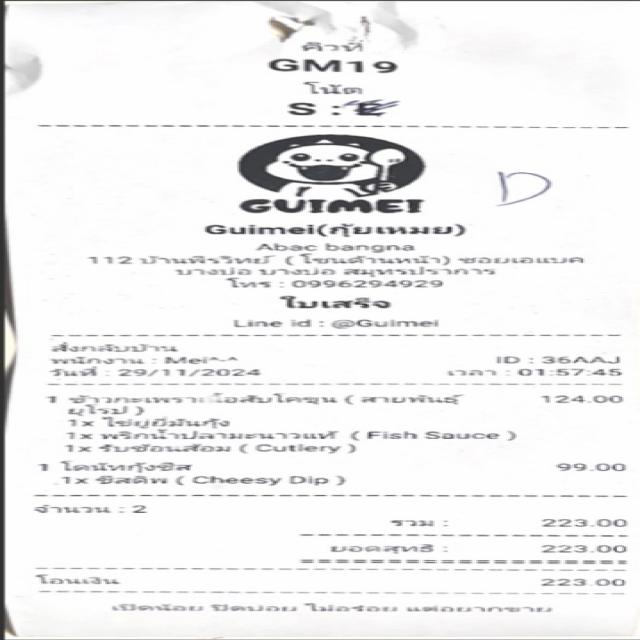 คิวที่
GM19
โน้ต
S :
GUIMEI
D
Guimei(กุ้ยเหมย)
Abac bangna
112 บ้านพีรวิทย์ ( โซนด้านหน้า) ซอยเอแบค
บางบ่อ บางบ่อ สมุทรปราการ
โทร : 0996294929
ใบเสร็จ
Line id : @Guimei
สั่งกลับบ้าน
พนักงาน : Mei^-^ ID : 36AAJ
วันที่ : 29/11/2024 เวลา : 01:57:45
1 ข้าวกะเพราเนื้อสับโคขุน ( สายพันธุ์ 124.00
ยุโรป )
1x ไข่ยู่ยี่มันกุ้ง
1x พริกน้ำปลามะนาวแท้ ( Fish Sauce )
1x รับช้อนส้อม ( Cutlery )
1 โดนัทกุ้งชีส 99.00
1x ชีสดิพ ( Cheesy Dip )
จำนวน : 2
รวม : 223.00
ยอดสุทธิ : 223.00
โอนเงิน 223.00
เปิดน้อย ปิดบ่อย ไม่อร่อย แต่อยากขาย